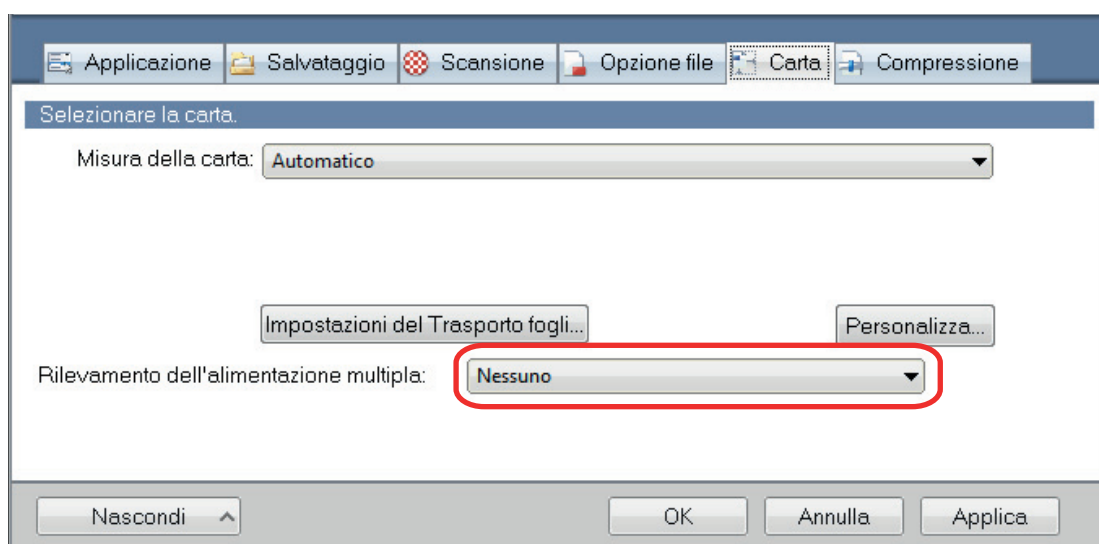 Applicazione Salvataggio Scansione Opzione file Carta Compressione
Selezionare la carta.
Misura della carta: Automatico
Impostazioni del Trasporto fogli... Personalizza...
Rilevamento dell'alimentazione multipla: Nessuno
Nascondi OK Annulla Applica